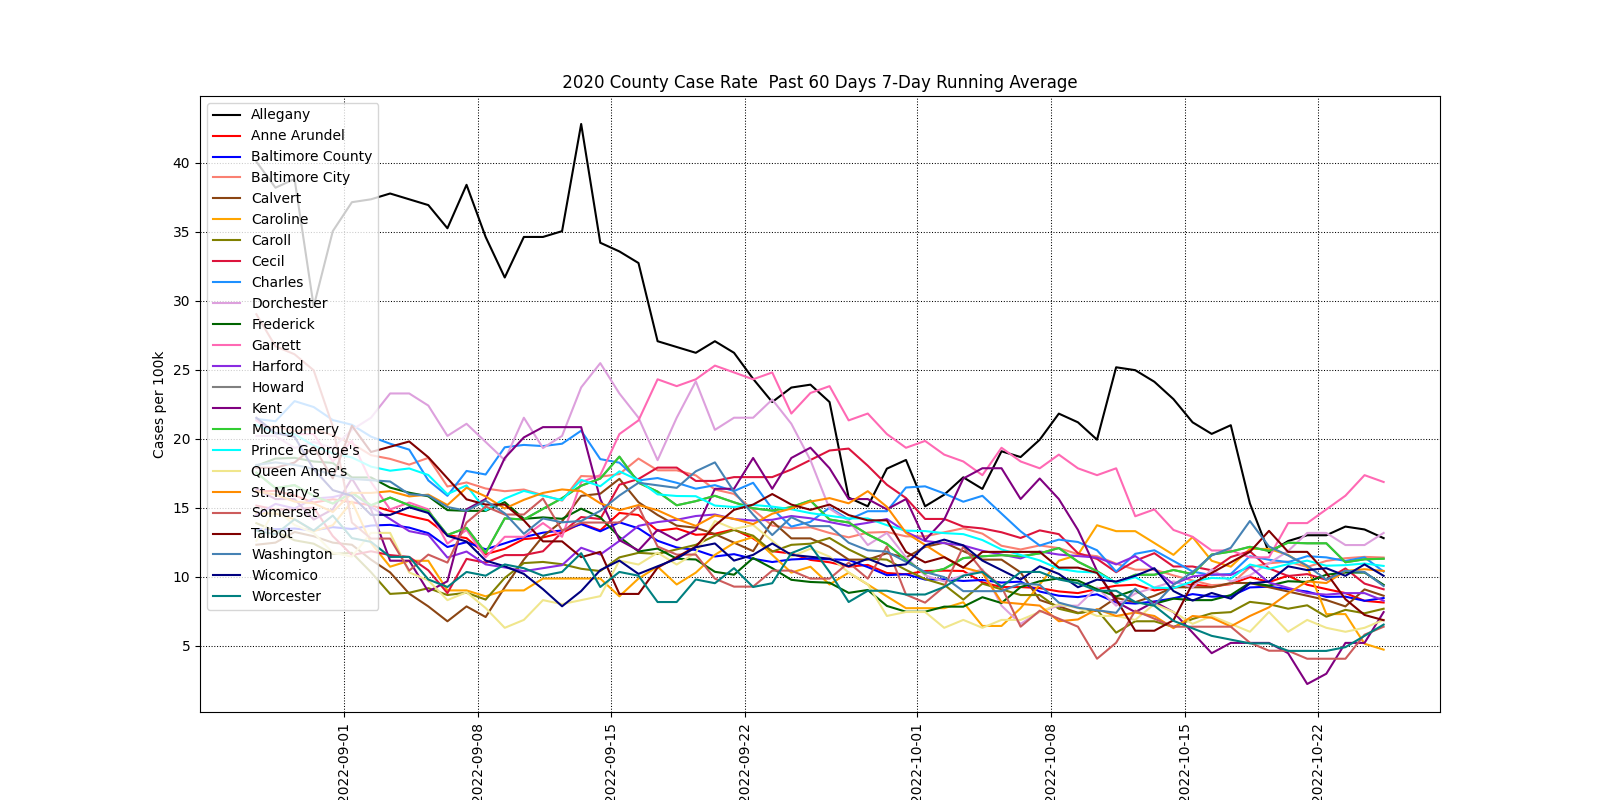 2020 County Case Rate  Past 60 Days 7-Day Running Average
Cases per 100k
40
35
30
25
20
15
10
5
Allegany
Anne Arundel
Baltimore County
Baltimore City
Calvert
Caroline
Caroll
Cecil
Charles
Dorchester
Frederick
Garrett
Harford
Howard
Kent
Montgomery
Prince George's
Queen Anne's
St. Mary's
Somerset
Talbot
Washington
Wicomico
Worcester
2022-09-01
2022-09-08
2022-09-15
2022-09-22
2022-10-01
2022-10-08
2022-10-15
2022-10-22